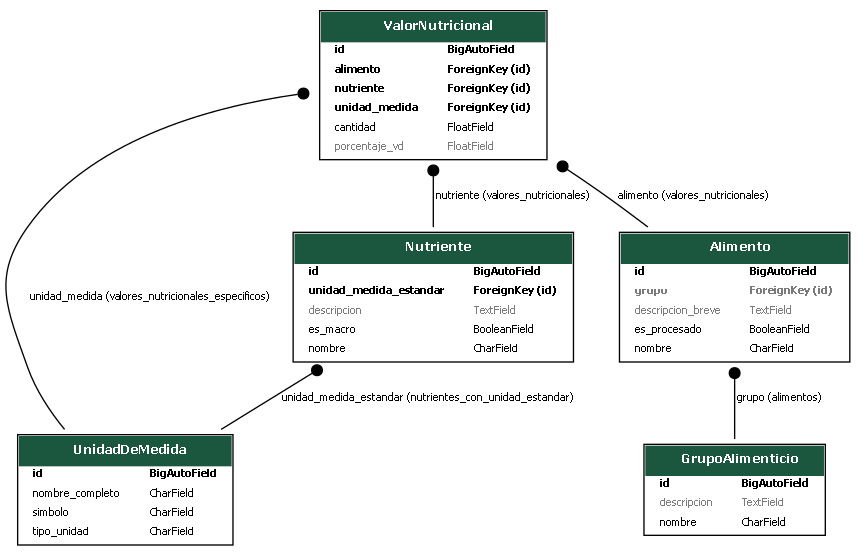 ValorNutricional
id BigAutoField
alimento ForeignKey (id)
nutriente ForeignKey (id)
unidad_medida ForeignKey (id)
cantidad FloatField
porcentaje_vd FloatField
nutriente (valores_nutricionales)
alimento (valores_nutricionales)
Nutriente
id BigAutoField
unidad_medida_estandar ForeignKey (id)
descripcion TextField
es_macro BooleanField
nombre CharField
Alimento
id BigAutoField
grupo ForeignKey (id)
descripcion_breve TextField
es_procesado BooleanField
nombre CharField
unidad_medida (valores_nutricionales_especificos)
unidad_medida_estandar (nutrientes_con_unidad_estandar)
grupo (alimentos)
UnidadDeMedida
id BigAutoField
nombre_completo CharField
simbolo CharField
tipo_unidad CharField
GrupoAlimenticio
id BigAutoField
descripcion TextField
nombre CharField